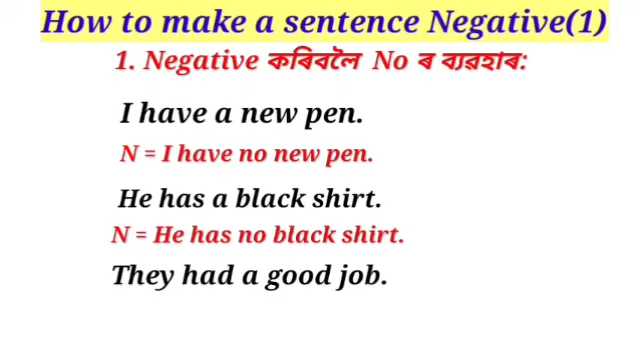 How to make a sentence Negative(1)
1. Negative কৰিবলৈ No ৰ ব্যৱহাৰ:
I have a new pen.
N = I have no new pen.
He has a black shirt.
N = He has no black shirt.
They had a good job.